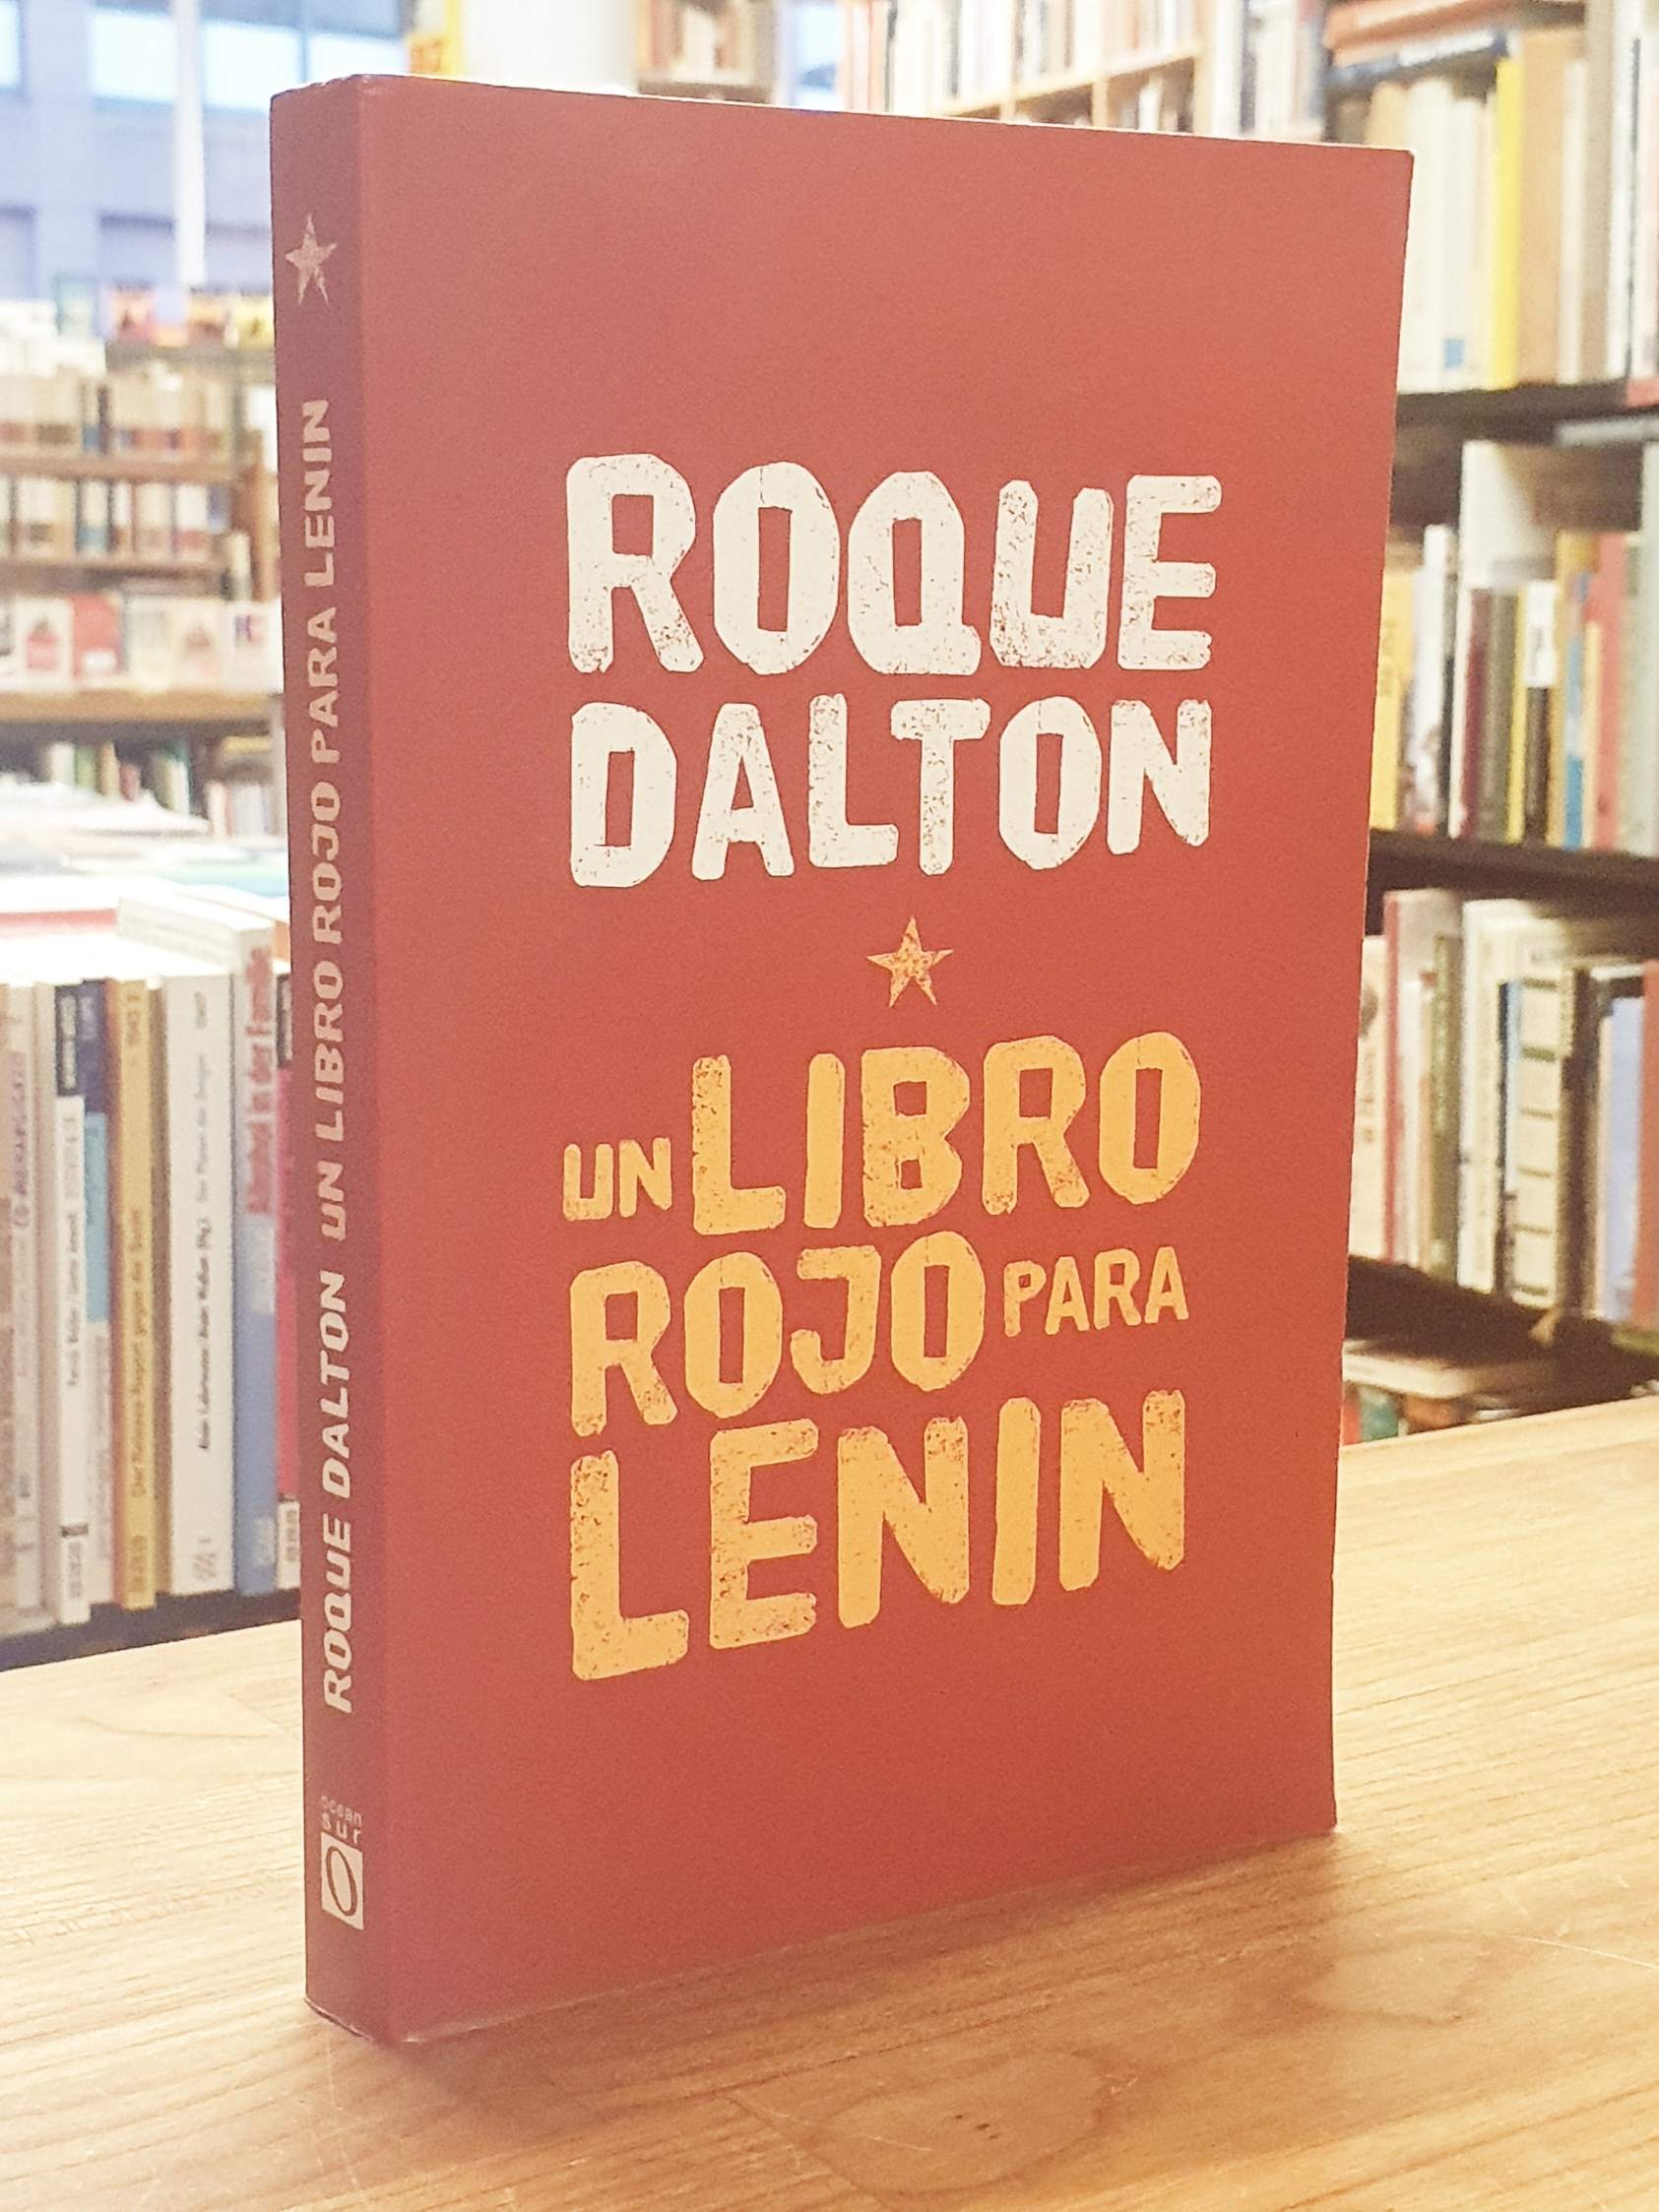 ROQUE
DALTON
UN LIBRO
ROJO PARA
LENIN
ROQUE DALTON UN LIBRO ROJO PARA LENIN
ocean
sur